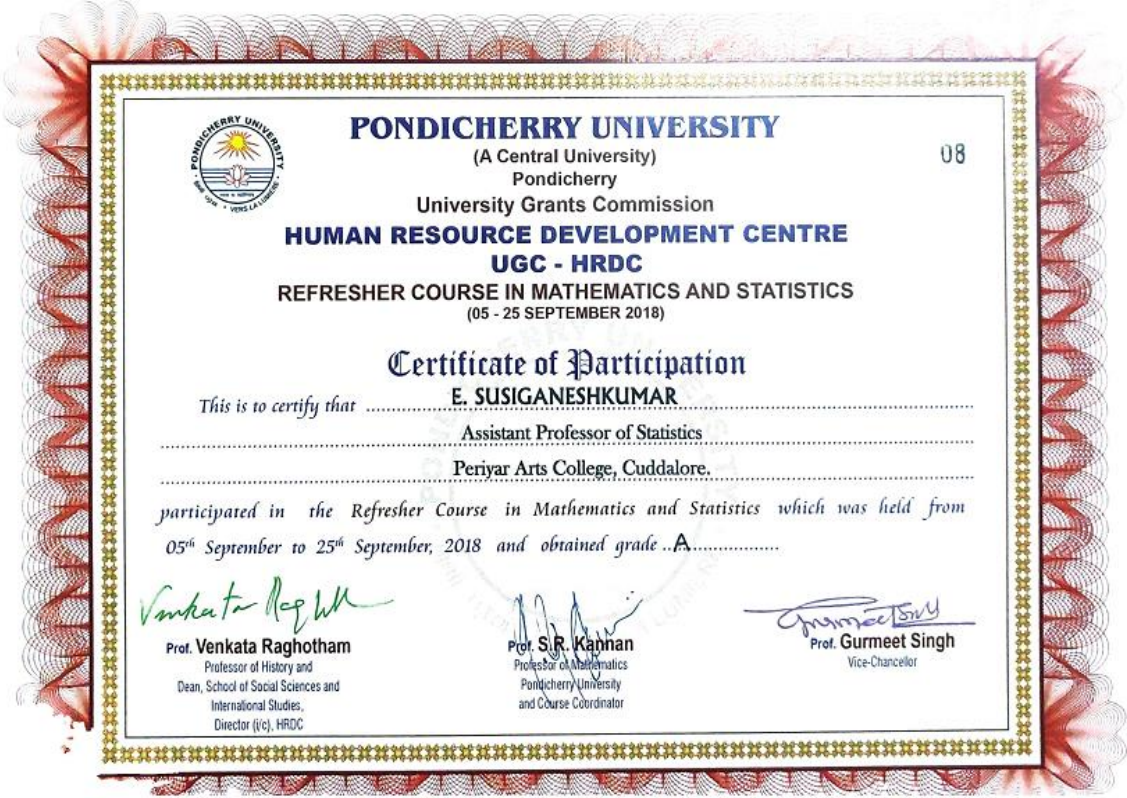 PONDICHERRY UNIVERSITY
(A Central University)
Pondicherry
University Grants Commission
HUMAN RESOURCE DEVELOPMENT CENTRE
UGC - HRDC
REFRESHER COURSE IN MATHEMATICS AND STATISTICS
(05 - 25 SEPTEMBER 2018)
08
PONDICHERRY UNIVERSITY
VERS LA LUMIERE
Certificate of Participation
This is to certify that .......... E. SUSIGANESHKUMAR
Assistant Professor of Statistics
Periyar Arts College, Cuddalore.
participated in the Refresher Course in Mathematics and Statistics which was held from
05th September to 25th September, 2018 and obtained grade ..A..................
Prof. Venkata Raghotham
Professor of History and
Dean, School of Social Sciences and
International Studies,
Director (i/c), HRDC
Prof. S.R. Kannan
Professor of Mathematics
Pondicherry University
and Course Coordinator
Prof. Gurmeet Singh
Vice-Chancellor